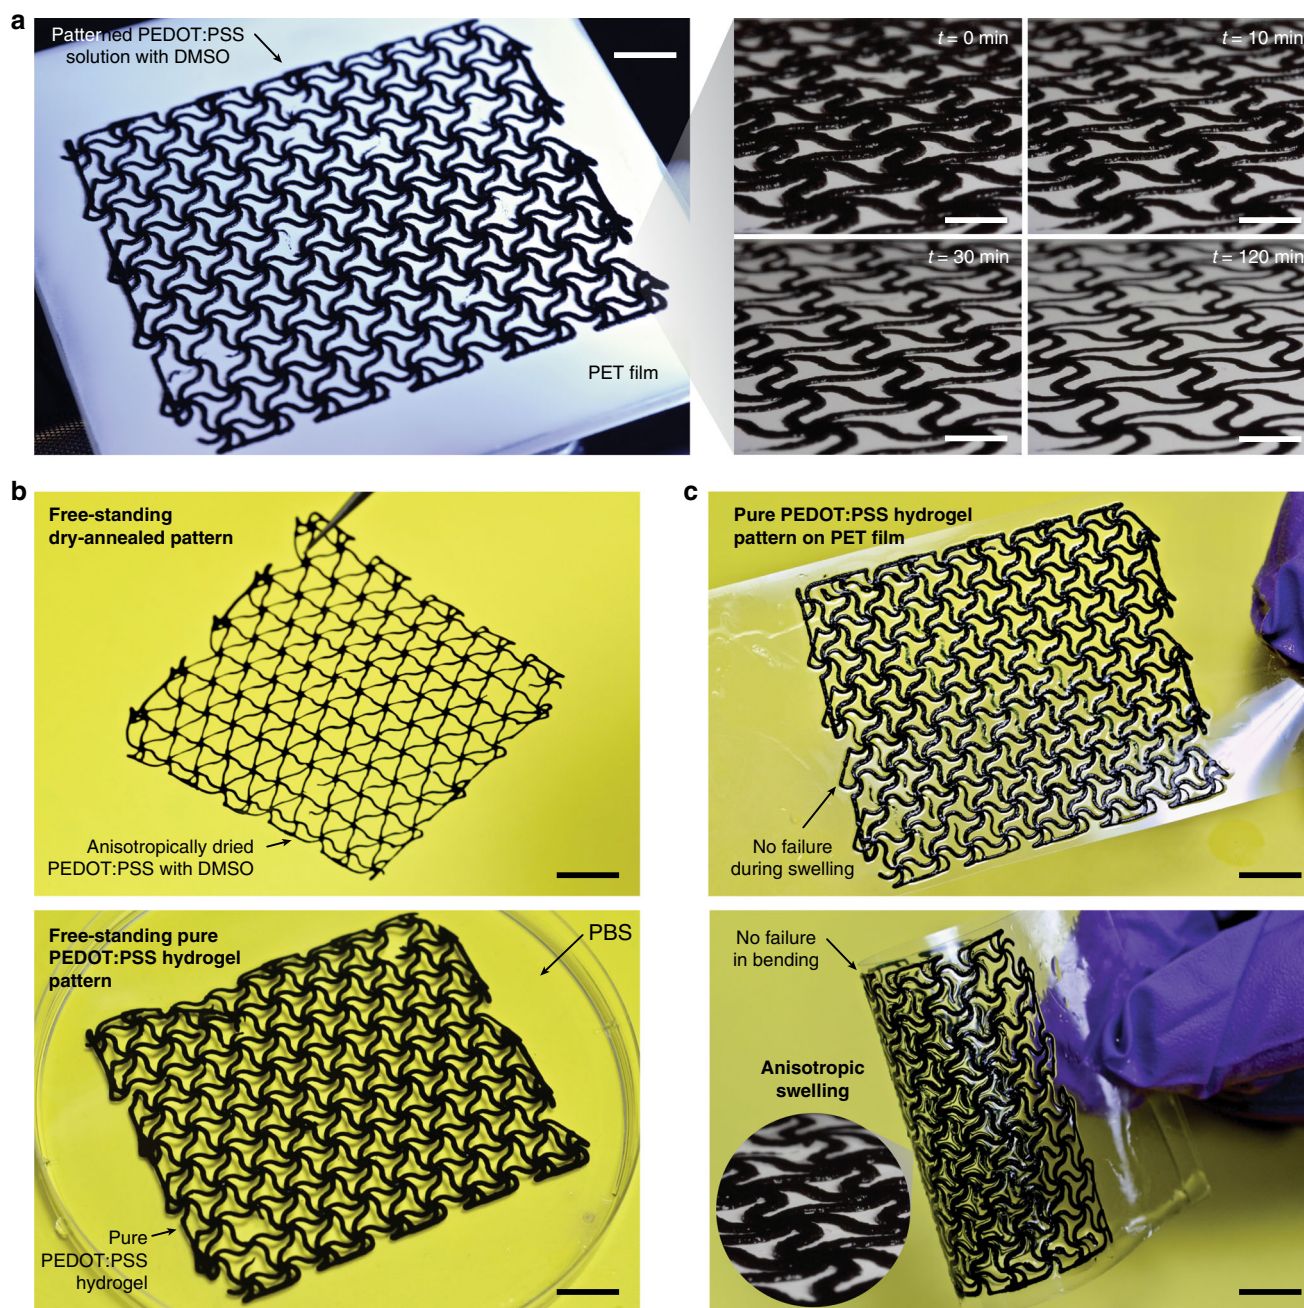 a
Patterned PEDOT:PSS
solution with DMSO
PET film
t = 0 min
t = 10 min
t = 30 min
t = 120 min
b
Free-standing
dry-annealed pattern
Anisotropically dried
PEDOT:PSS with DMSO
Free-standing pure
PEDOT:PSS hydrogel
pattern
PBS
Pure
PEDOT:PSS
hydrogel
c
Pure PEDOT:PSS hydrogel
pattern on PET film
No failure
during swelling
No failure
in bending
Anisotropic
swelling